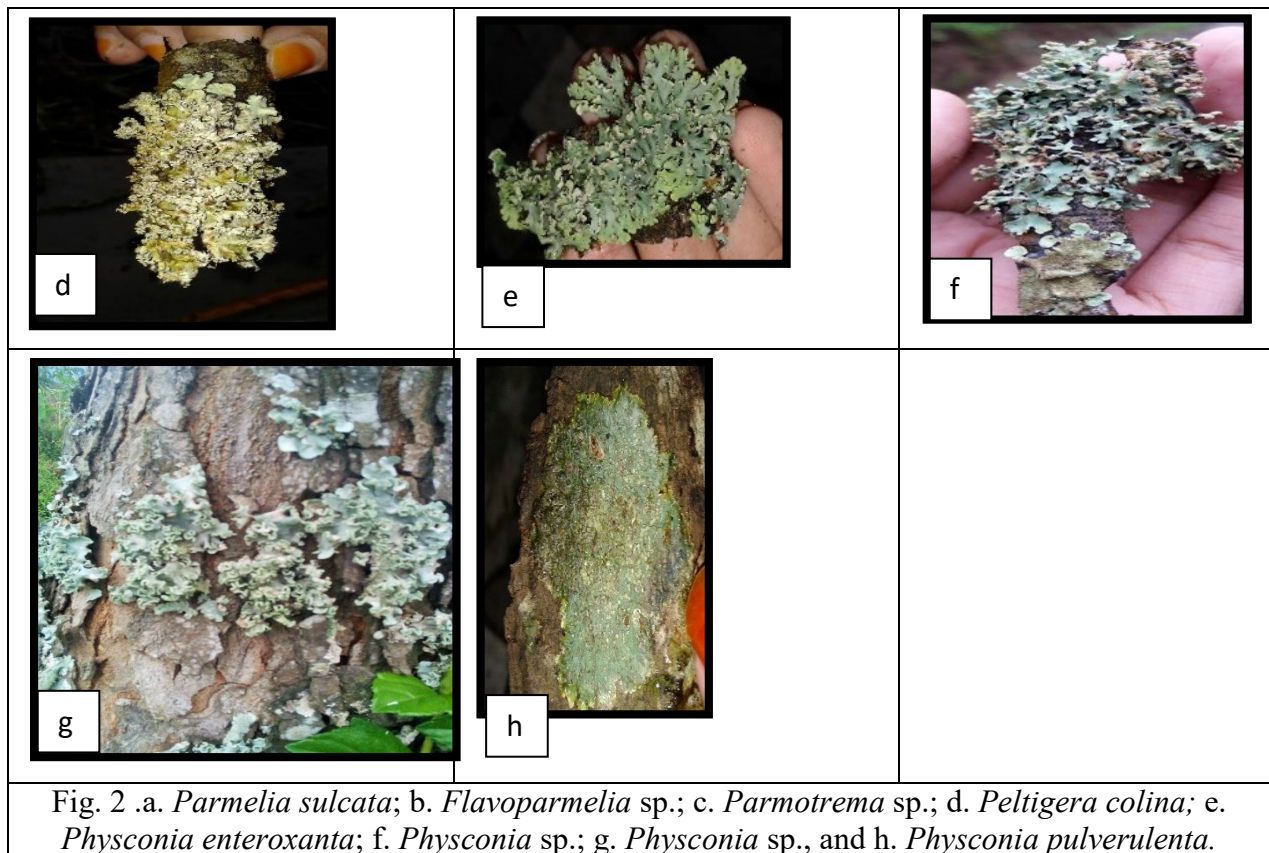 d
e
f
g
h
Fig. 2 .a. Parmelia sulcata; b. Flavoparmelia sp.; c. Parmotrema sp.; d. Peltigera colina; e.
Physconia enteroxanta; f. Physconia sp.; g. Physconia sp., and h. Physconia pulverulenta.